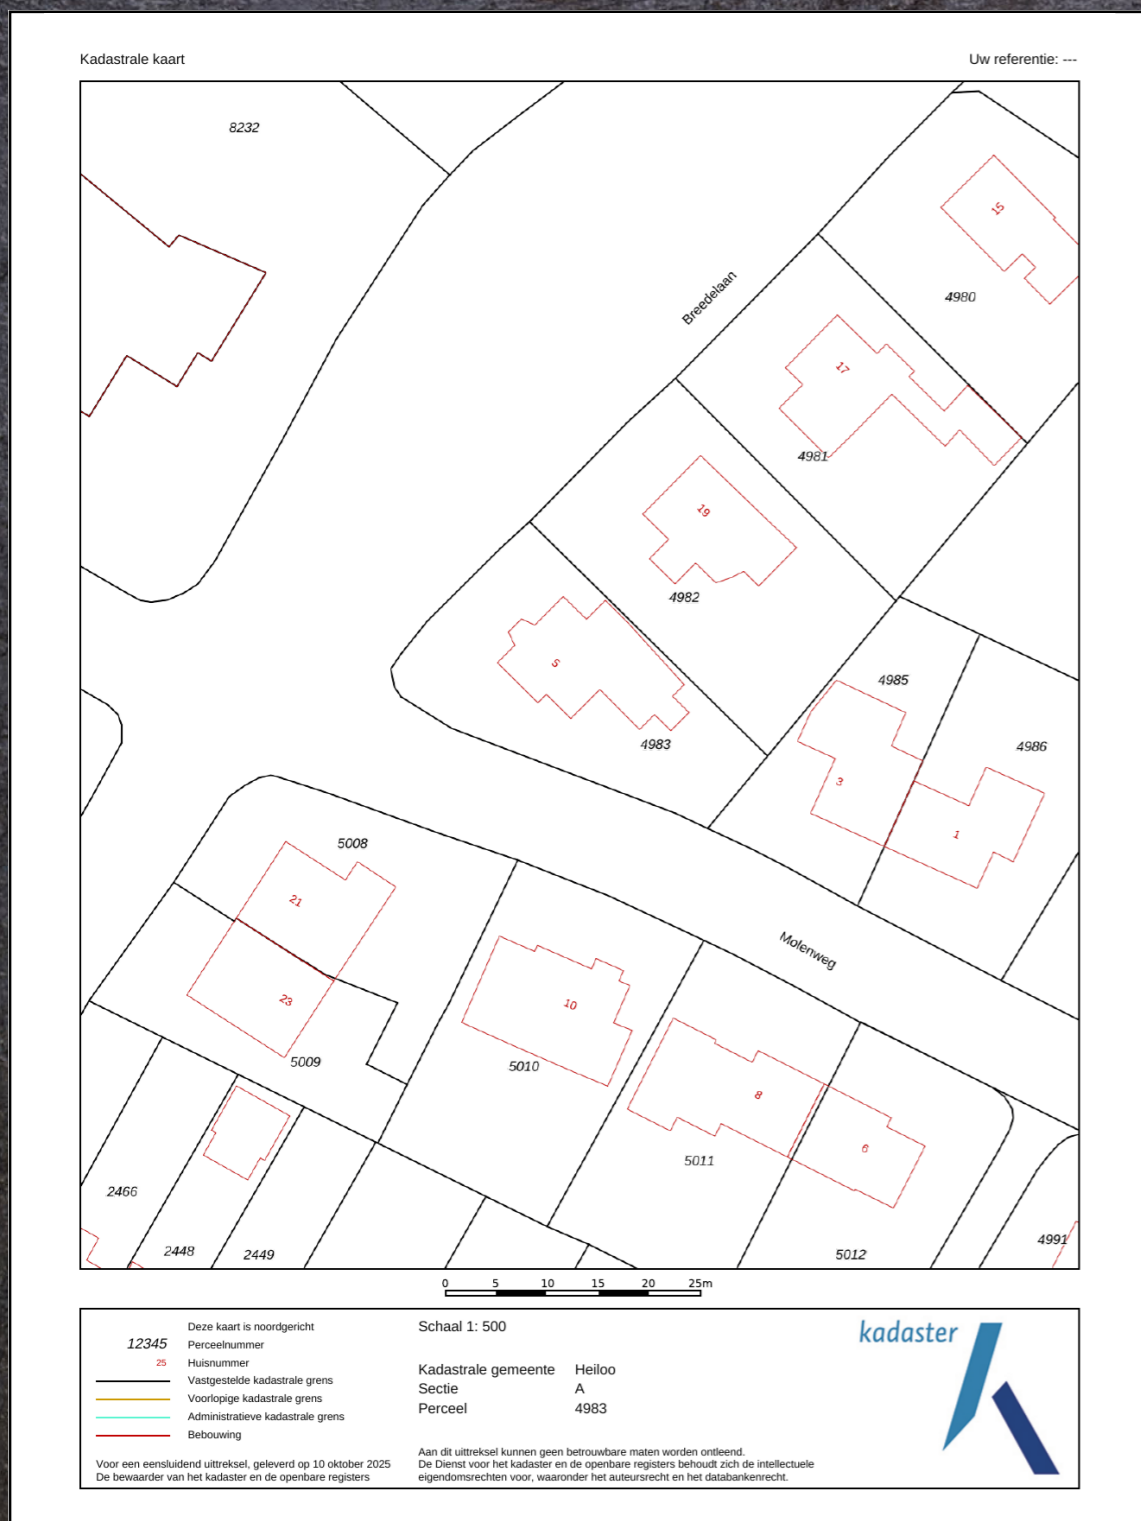 Kadastrale kaart
Uw referentie: ---
8232
15
4980
Breedelaan
17
4981
19
4982
5
4983
4985
3
4986
1
5008
21
23
5009
10
5010
Molenweg
8
5011
6
5012
2466
2448
2449
4991
0 5 10 15 20 25m
Deze kaart is noordgericht
12345 Perceelnummer
25 Huisnummer
Vastgestelde kadastrale grens
Voorlopige kadastrale grens
Administratieve kadastrale grens
Bebouwing
Voor een eensluidend uittreksel, geleverd op 10 oktober 2025
De bewaarder van het kadaster en de openbare registers
Schaal 1: 500
Kadastrale gemeente Heiloo
Sectie A
Perceel 4983
Aan dit uittreksel kunnen geen betrouwbare maten worden ontleend.
De Dienst voor het kadaster en de openbare registers behoudt zich de intellectuele
eigendomsrechten voor, waaronder het auteursrecht en het databankenrecht.
kadaster